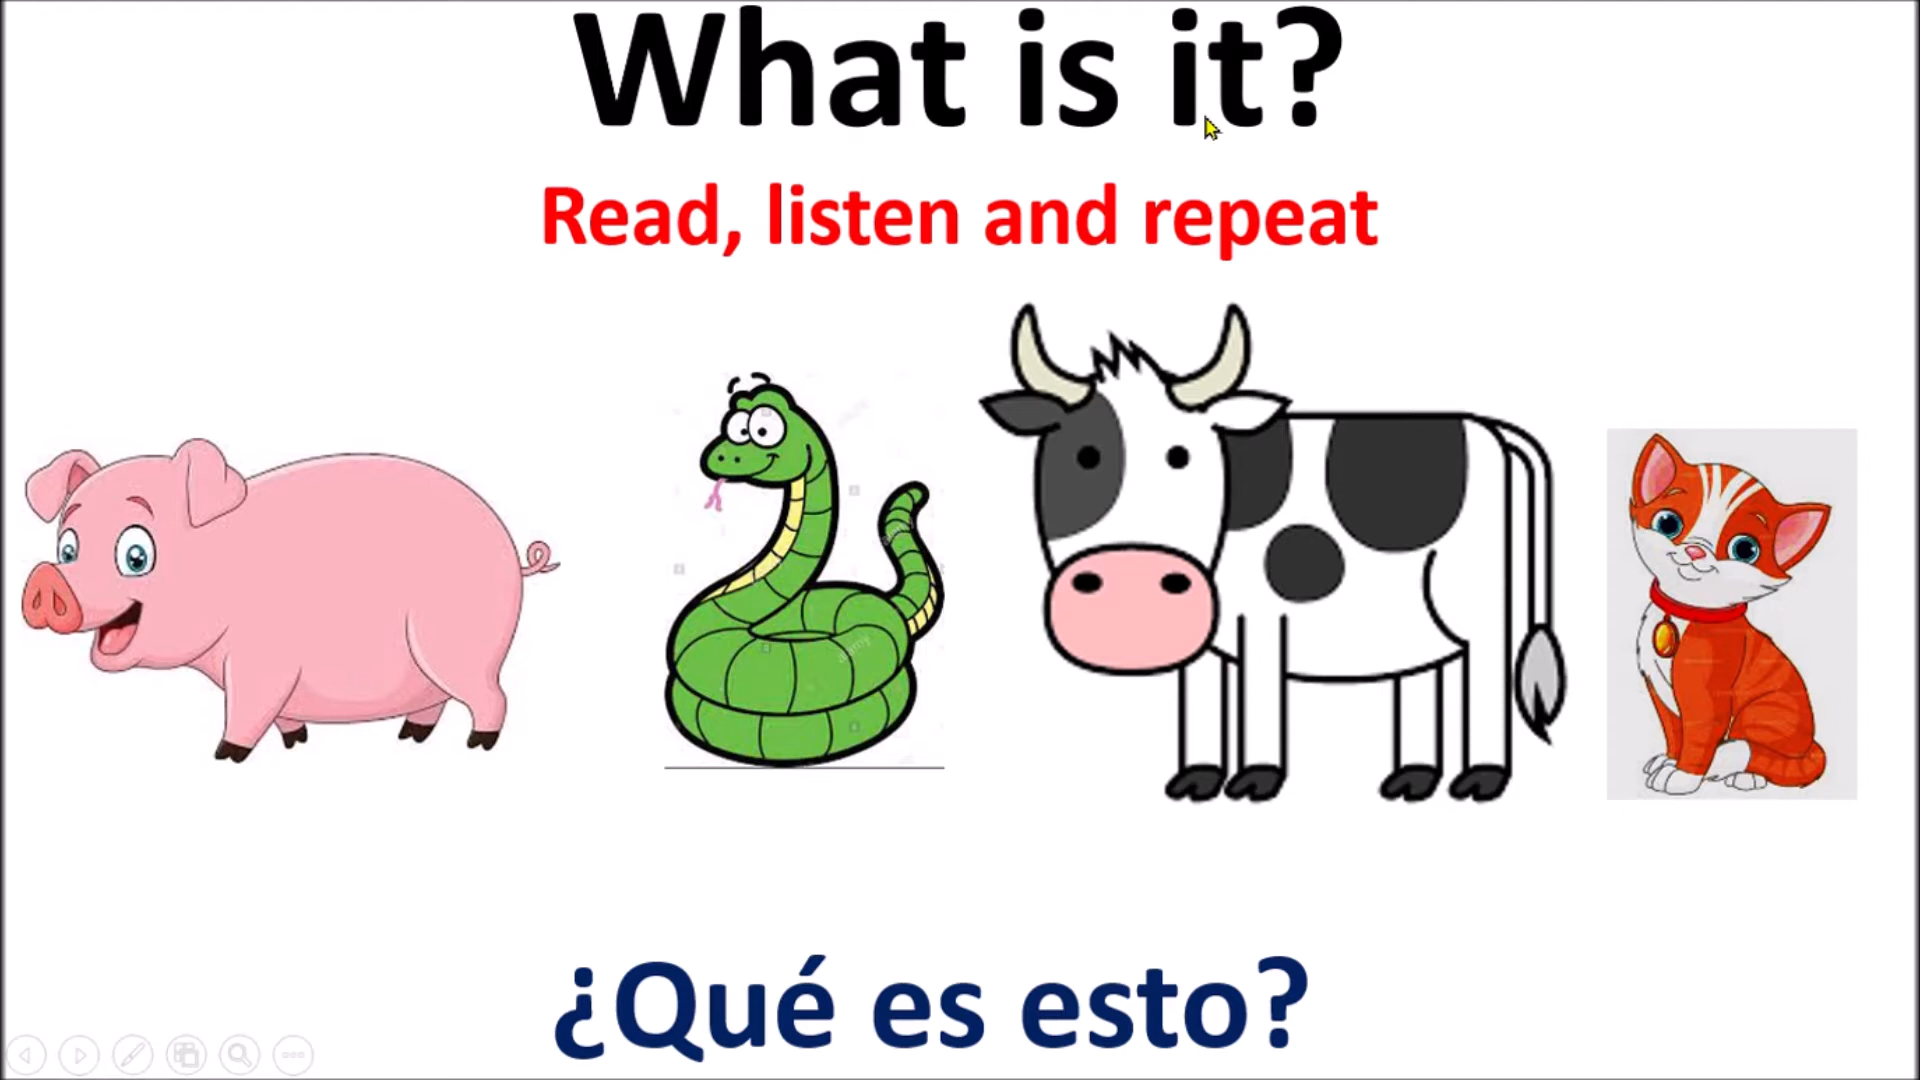 What is it?
Read, listen and repeat
¿Qué es esto?